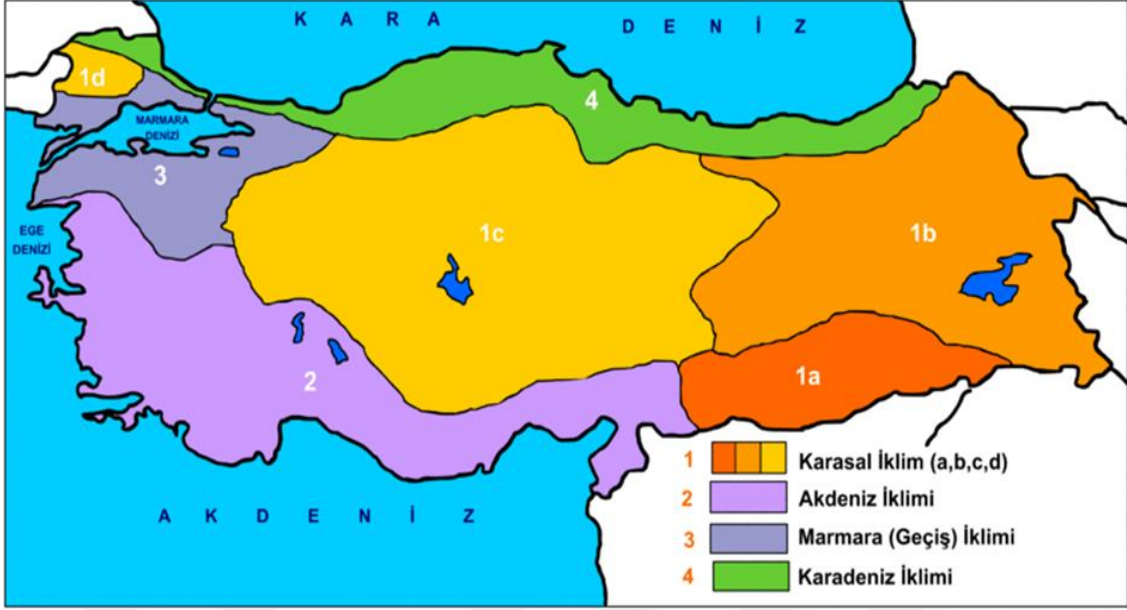 K A R A
D E N İ Z
1d
4
MARMARA
DENİZİ
3
EGE
DENİZİ
1c
1b
2
1a
A K D E N İ Z
1 Karasal İklim (a,b,c,d)
2 Akdeniz İklimi
3 Marmara (Geçiş) İklimi
4 Karadeniz İklimi